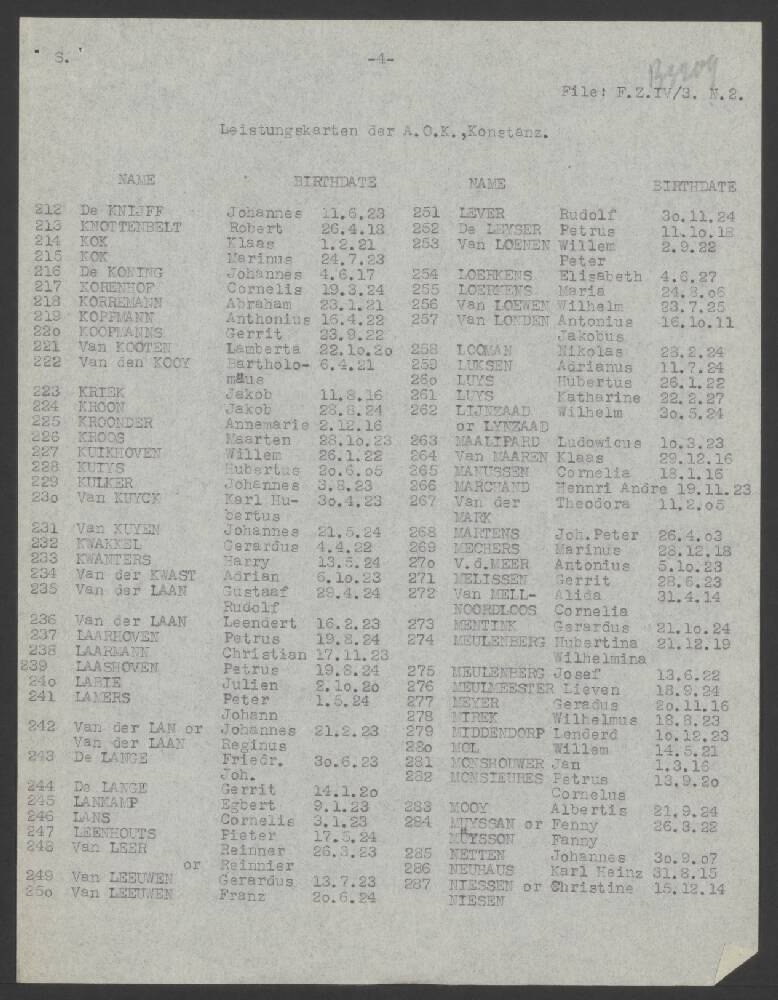 S.
-4-
File: F.Z.IV/3. N.2.
Leistungskarten der A.O.K.,Konstanz.
NAME BIRTHDATE
212 De KNIJFF Johannes 11.6.23
213 KNOTTENBELT Robert 26.4.18
214 KOK Klaas 1.2.21
215 KOK Marinus 24.7.23
216 De KONING Johannes 4.6.17
217 KORENHOF Cornelis 19.3.24
218 KORREMANN Abraham 23.1.21
219 KOPFMANN Anthonius 16.4.22
22o KOOPMANNS Gerrit 23.9.22
221 Van KOOTEN Lamberta 22.1o.2o
222 Van den KOOY Bartholo- 6.4.21
mäus
223 KRIEK Jakob 11.8.16
224 KROON Jakob 28.8.24
225 KROONDER Annemarie 2.12.16
226 KROOS Maarten 28.1o.23
227 KUIKHOVEN Willem 26.1.22
228 KUIYS Hubertus 2o.6.o5
229 KULKER Johannes 3.8.23
23o Van KUYCK Karl Hu- 3o.4.23
bertus
231 Van KUYEN Johannes 21.5.24
232 KWAKKEL Gerardus 4.4.22
233 KWANTERS Harry 13.5.24
234 Van der KWAST Adrian 6.1o.23
235 Van der LAAN Gustaaf 29.4.24
Rudolf
236 Van der LAAN Leendert 16.2.23
237 LAARHOVEN Petrus 19.8.24
238 LAARMANN Christian 17.11.23
239 LAASHOVEN Petrus 19.8.24
24o LABIE Julien 2.1o.2o
241 LAMERS Peter 1.5.24
Johann
242 Van der LAN or Johannes 21.2.23
Van der LAAN Reginus
243 De LANGE Friedr. 3o.6.23
Joh.
244 De LANGE Gerrit 14.1.2o
245 LANKAMP Egbert 9.1.23
246 LANS Cornelis 3.1.23
247 LEENHOUTS Pieter 17.5.24
248 Van LEER Reinner 26.3.23
or Reinnier
249 Van LEEUWEN Gerardus 13.7.23
25o Van LEEUWEN Franz 2o.6.24
NAME BIRTHDATE
251 LEVER Rudolf 3o.11.24
252 De LEYSER Petrus 11.1o.18
253 Van LOENEN Willem 2.9.22
Peter
254 LOERKENS Elisabeth 4.6.27
255 LOERKENS Maria 24.8.o6
256 Van LOEWEN Wilhelm 23.7.25
257 Van LONDEN Antonius 16.1o.11
Jakobus
258 LOOMAN Nikolas 23.2.24
259 LUKSEN Adrianus 11.7.24
26o LUYS Hubertus 26.1.22
261 LUYS Katharine 22.2.27
262 LIJNZAAD Wilhelm 3o.5.24
or LYNZAAD
263 MAALIPARD Ludowicus 1o.3.23
264 Van MAAREN Klaas 29.12.16
265 MANUSSEN Cornelia 18.1.16
266 MARCHAND Hennri Andre 19.11.23
267 Van der Theodora 11.2.o5
MARK
268 MARTENS Joh.Peter 26.4.o3
269 MECHERS Marinus 28.12.18
27o V.d.MEER Antonius 5.1o.23
271 MELISSEN Gerrit 28.6.23
272 Van MELL- Alida 31.4.14
NOORDLOOS Cornelia
273 MENTINK Gerardus 21.1o.24
274 MEULENBERG Hubertina 21.12.19
Wilhelmina
275 MEULENBERG Josef 13.6.22
276 MEULMEESTER Lieven 18.9.24
277 MEYER Geradus 2o.11.16
278 MIREK Wilhelmus 18.8.23
279 MIDDENDORP Lenderd 1o.12.23
28o MOL Willem 14.5.21
281 MONSHOUWER Jan 1.3.16
282 MONSIEURES Petrus 13.9.2o
Cornelus
283 MOOY Albertis 21.9.24
284 MUYSSAN or Fenny 26.3.22
MUYSSON Fanny
285 NETTEN Johannes 3o.9.o7
286 NEUHAUS Karl Heinz 31.8.15
287 NIESSEN or Christine 15.12.14
NIESEN